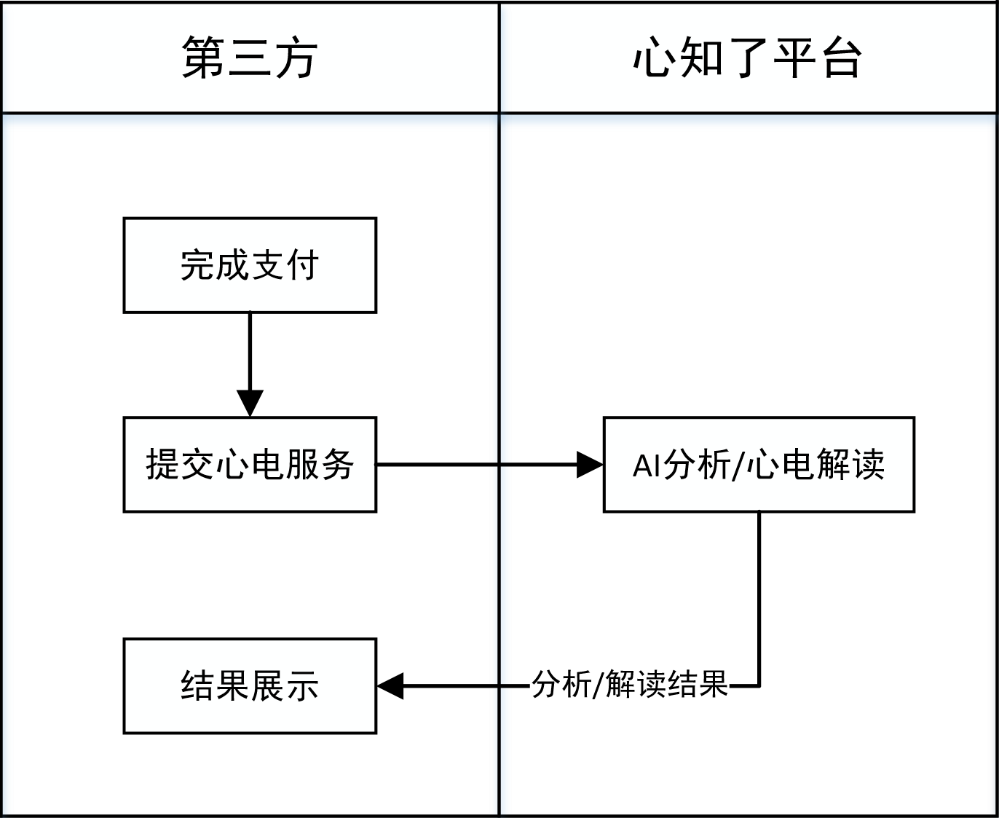 第三方
心知了平台
完成支付
提交心电服务
AI分析/心电解读
结果展示
分析/解读结果